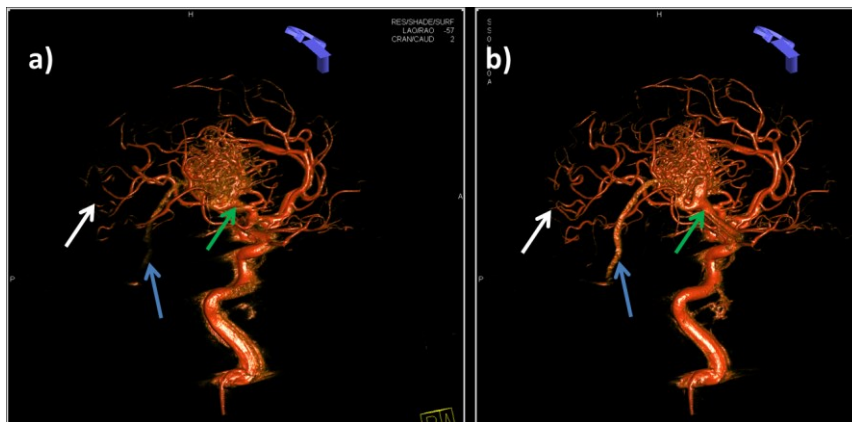 H
RES/SHADE/SURF
LAO/RAO -57
CRAN/CAUD 2
a)
A
P
H
b)
P